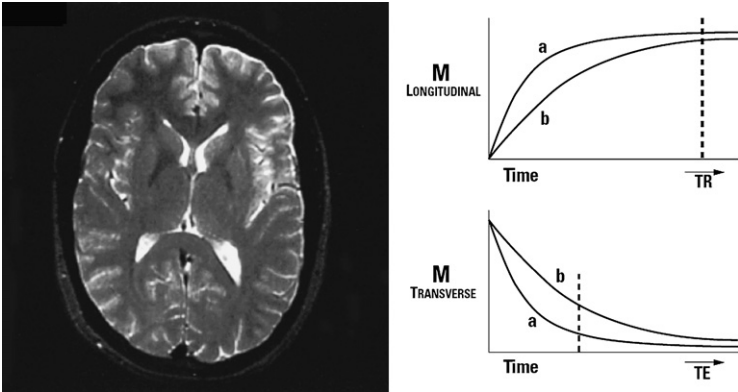 a
M
LONGITUDINAL
b
Time
TR
M
TRANSVERSE
b
a
Time
TE